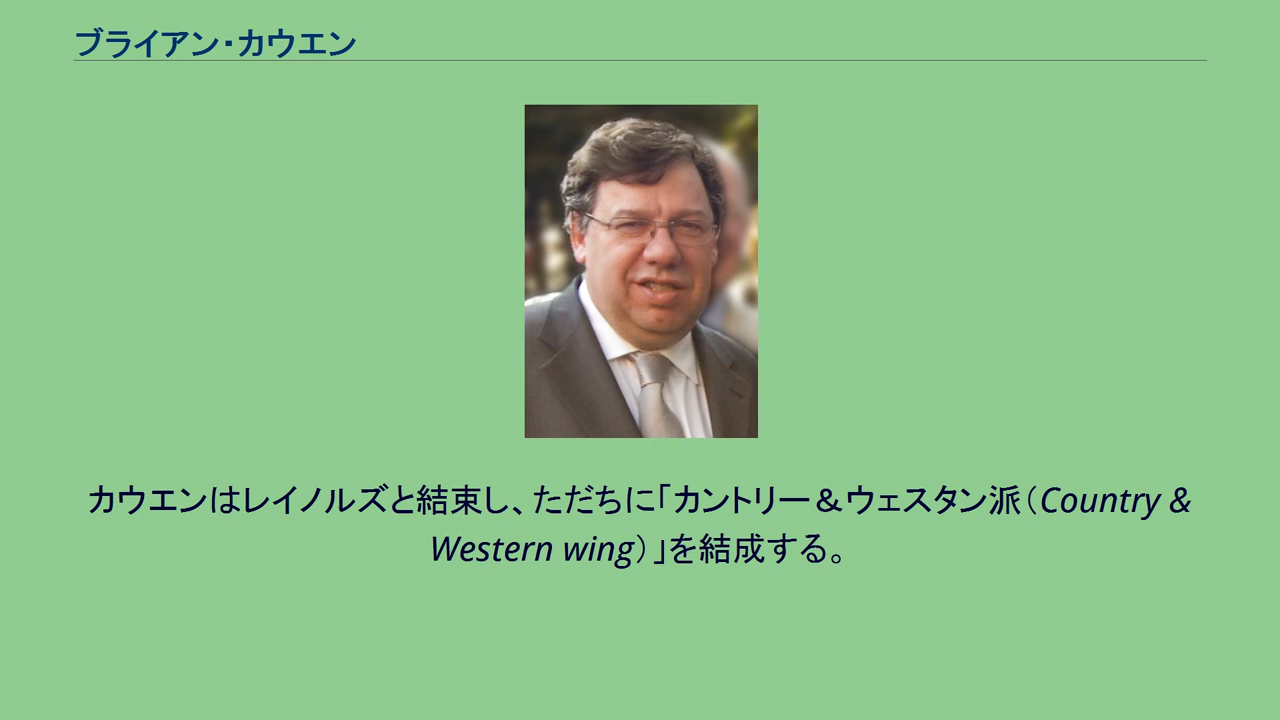 ブライアン・カウエン
カウエンはレイノルズと結束し、ただちに「カントリー＆ウェスタン派（Country &
Western wing）」を結成する。